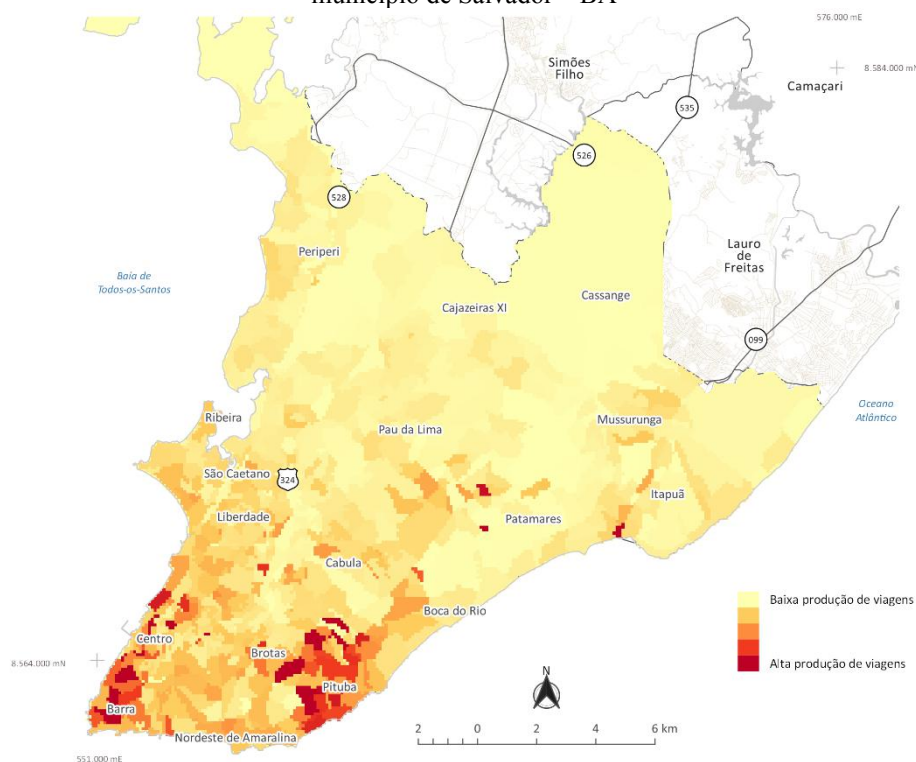 município de Salvador – BA
576.000 mE
8.584.000 mN
Simões
Filho
Camaçari
535
526
528
Periperi
Baía de
Todos-os-Santos
Lauro
de
Freitas
Cassange
Cajazeiras XI
099
Oceano
Atlântico
Ribeira
Mussurunga
Pau da Lima
São Caetano
324
Itapuã
Liberdade
Patamares
Cabula
Baixa produção de viagens
Boca do Rio
Centro
Brotas
8.564.000 mN
Alta produção de viagens
N
Pituba
Barra
Nordeste de Amaralina
2 0 2 4 6 km
551.000 mE